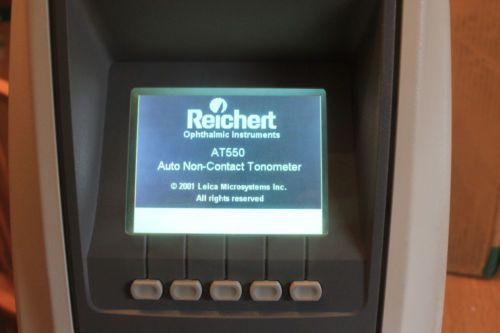 Reichert
Ophthalmic Instruments
AT550
Auto Non-Contact Tonometer
© 2001 Leica Microsystems Inc.
All rights reserved